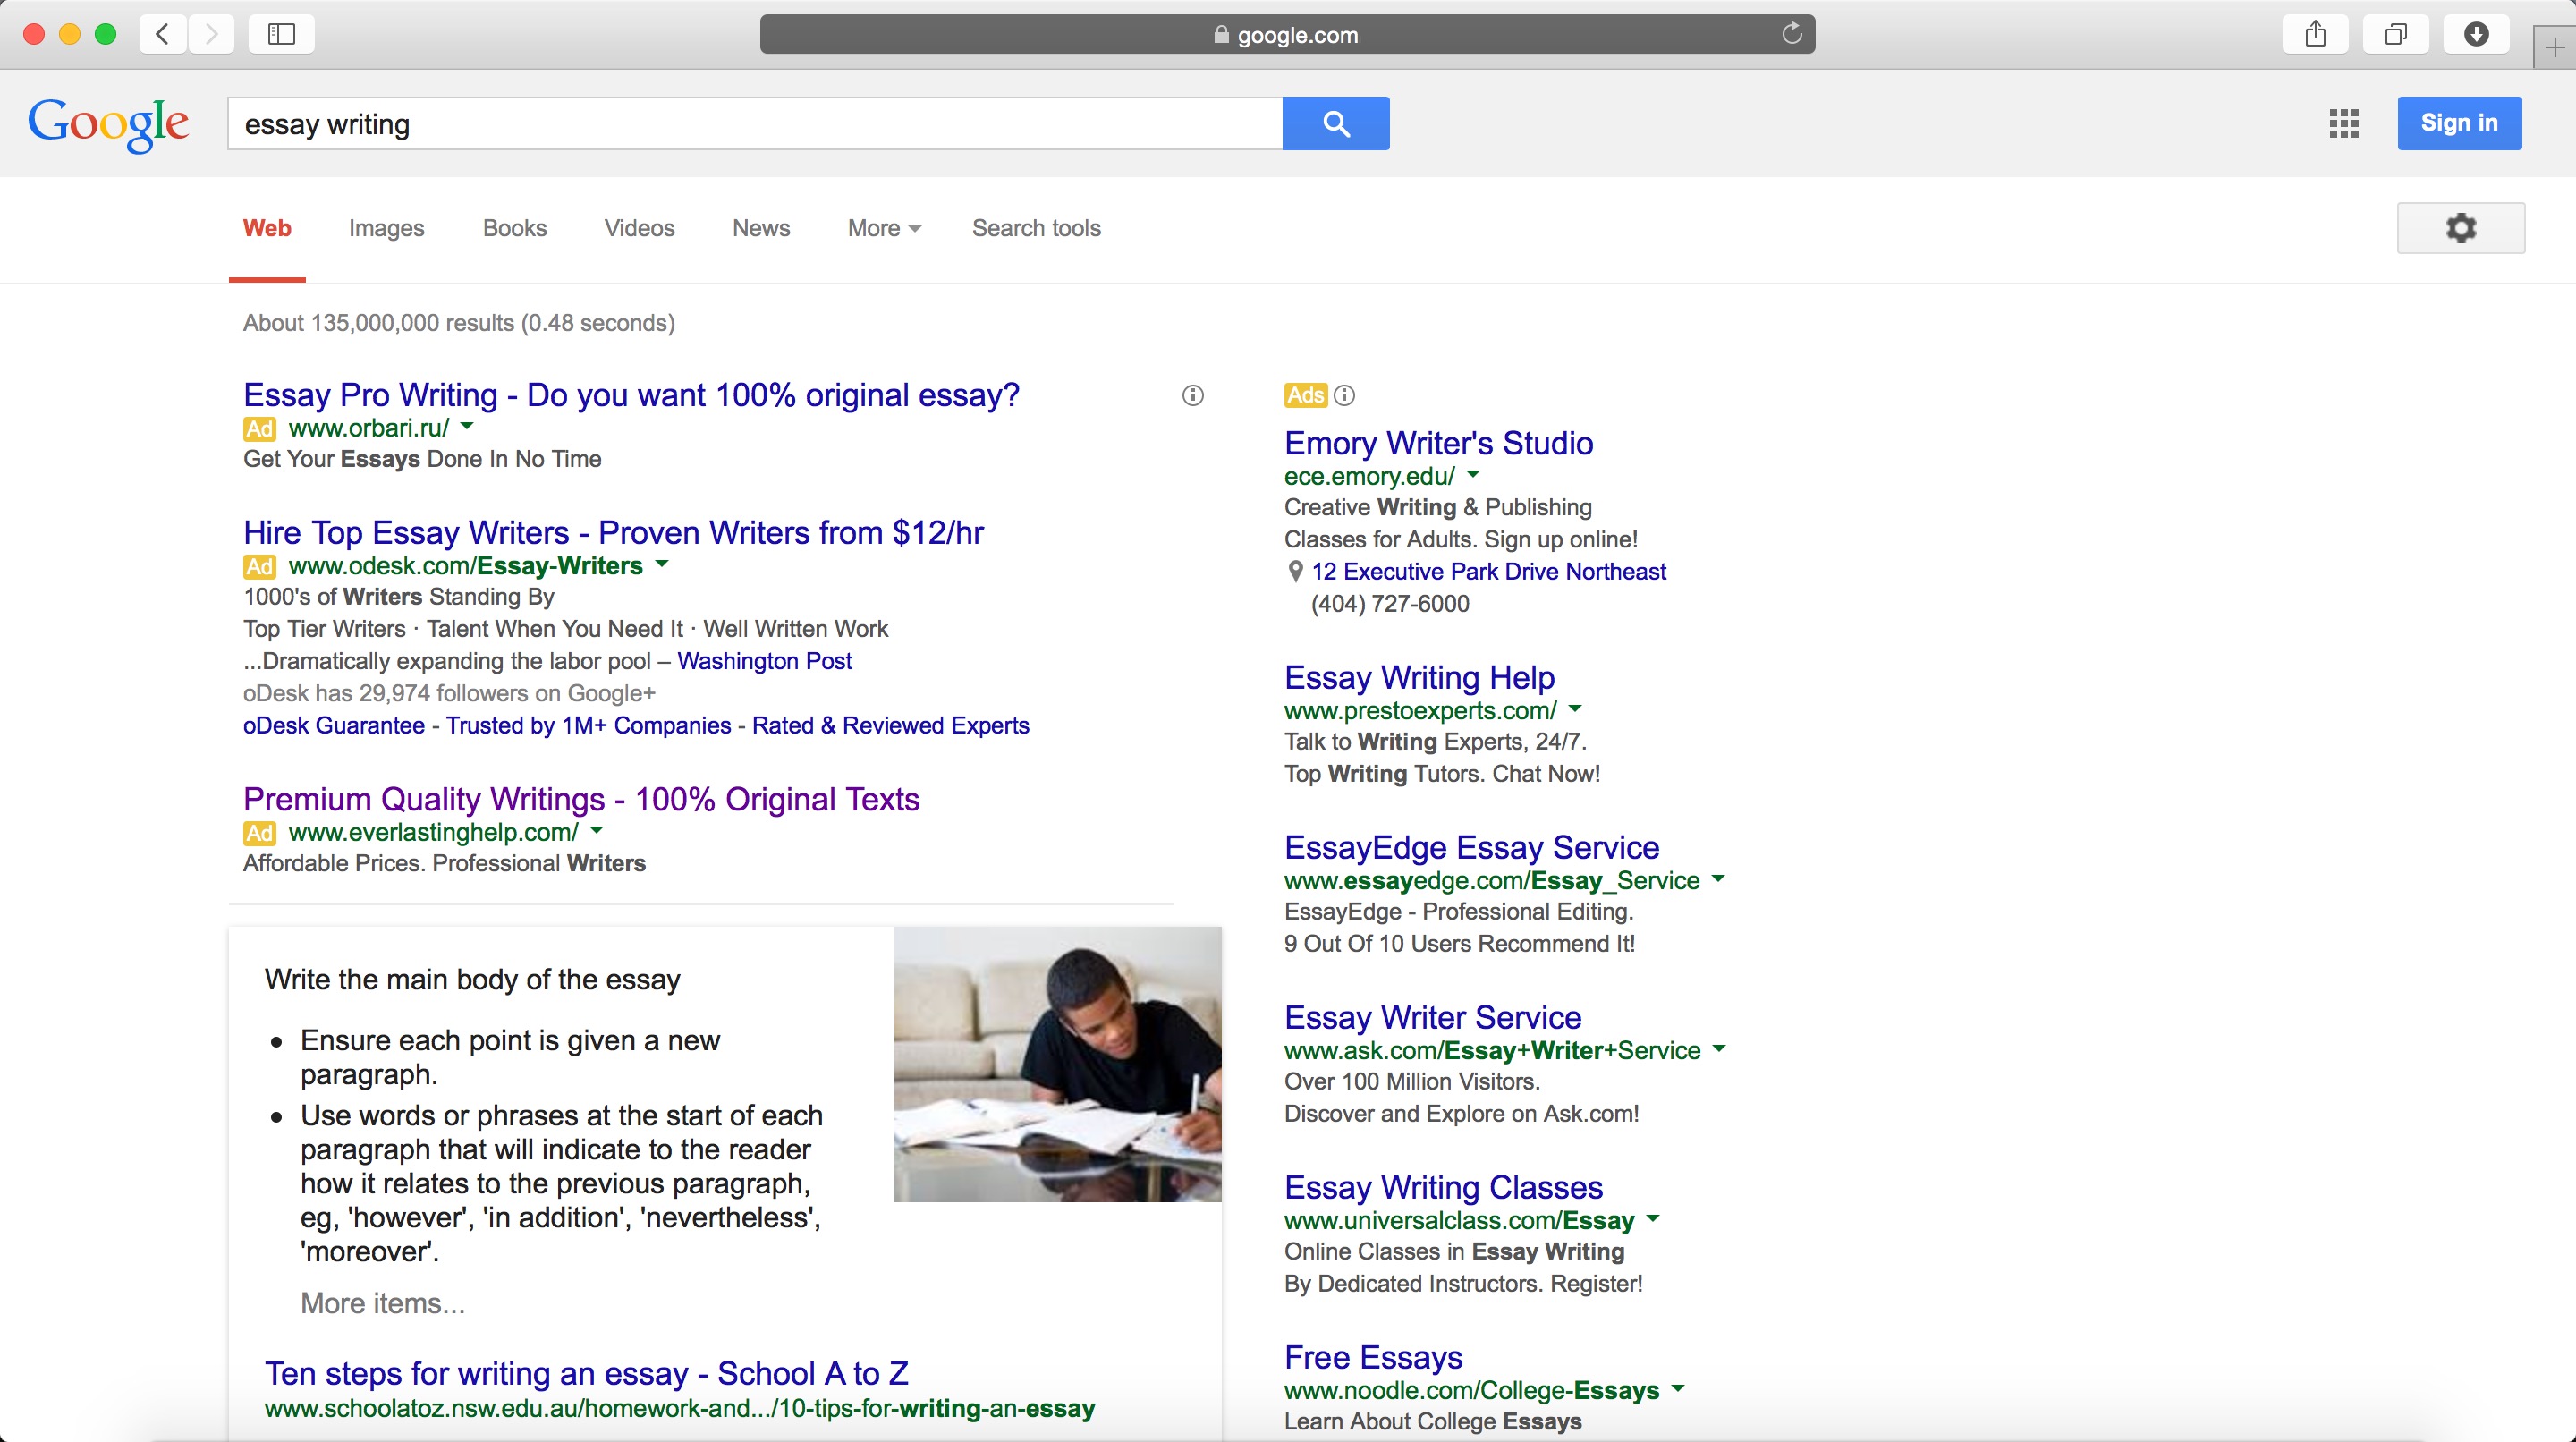 google.com
Google
essay writing
Sign in
Web Images Books Videos News More Search tools
About 135,000,000 results (0.48 seconds)
Essay Pro Writing - Do you want 100% original essay?
Ad www.orbari.ru/
Get Your Essays Done In No Time
Hire Top Essay Writers - Proven Writers from $12/hr
Ad www.odesk.com/Essay-Writers
1000's of Writers Standing By
Top Tier Writers · Talent When You Need It · Well Written Work
...Dramatically expanding the labor pool – Washington Post
oDesk has 29,974 followers on Google+
oDesk Guarantee - Trusted by 1M+ Companies - Rated & Reviewed Experts
Premium Quality Writings - 100% Original Texts
Ad www.everlastinghelp.com/
Affordable Prices. Professional Writers
Write the main body of the essay
• Ensure each point is given a new
paragraph.
• Use words or phrases at the start of each
paragraph that will indicate to the reader
how it relates to the previous paragraph,
eg, 'however', 'in addition', 'nevertheless',
'moreover'.
More items...
Ten steps for writing an essay - School A to Z
www.schoolatoz.nsw.edu.au/homework-and.../10-tips-for-writing-an-essay
Ads
Emory Writer's Studio
ece.emory.edu/
Creative Writing & Publishing
Classes for Adults. Sign up online!
12 Executive Park Drive Northeast
(404) 727-6000
Essay Writing Help
www.prestoexperts.com/
Talk to Writing Experts, 24/7.
Top Writing Tutors. Chat Now!
EssayEdge Essay Service
www.essayedge.com/Essay_Service
EssayEdge - Professional Editing.
9 Out Of 10 Users Recommend It!
Essay Writer Service
www.ask.com/Essay+Writer+Service
Over 100 Million Visitors.
Discover and Explore on Ask.com!
Essay Writing Classes
www.universalclass.com/Essay
Online Classes in Essay Writing
By Dedicated Instructors. Register!
Free Essays
www.noodle.com/College-Essays
Learn About College Essays